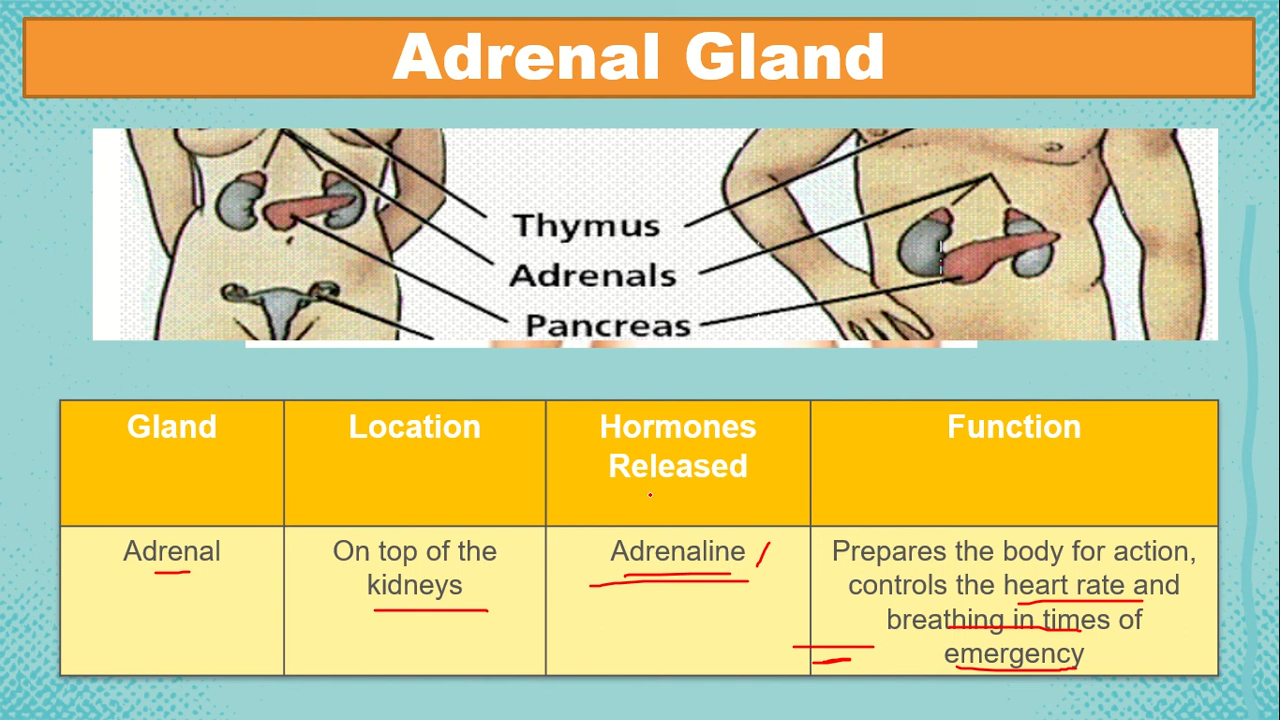 Adrenal Gland
Thymus
Adrenals
Pancreas
Gland
Location
Hormones
Released
Function
Adrenal
On top of the
kidneys
Adrenaline
Prepares the body for action,
controls the heart rate and
breathing in times of
emergency